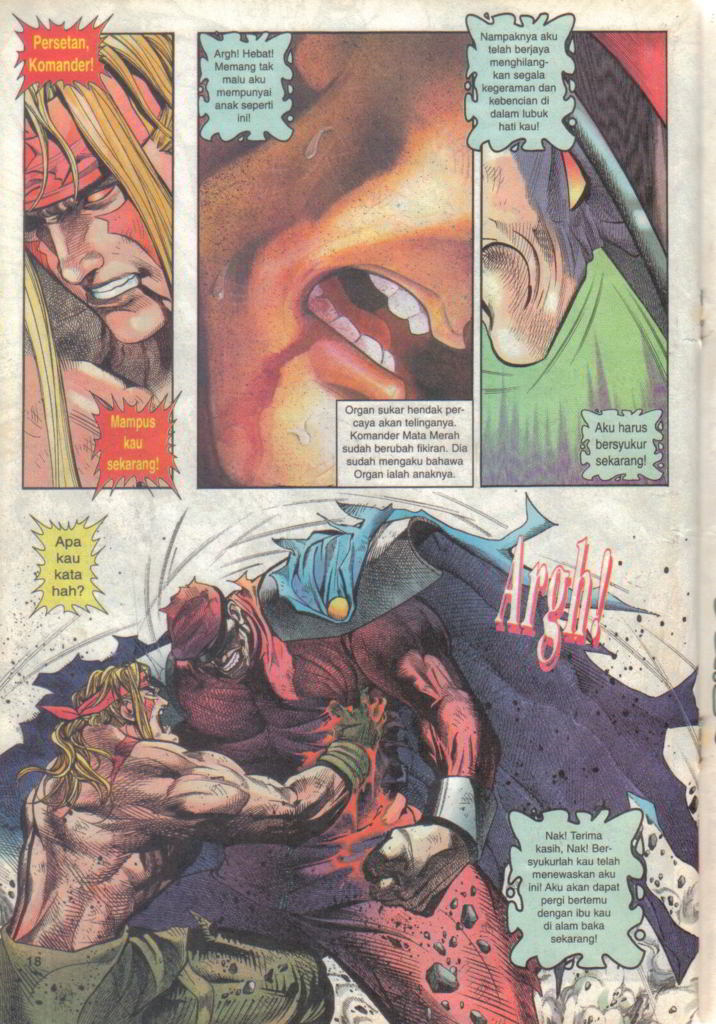 Persetan,
Komander!
Argh! Hebat!
Memang tak
malu aku
mempunyai
anak seperti
ini!
Nampaknya aku
telah berjaya
menghilang-
kan segala
kegeraman dan
kebencian di
dalam lubuk
hati kau!
Mampus
kau
sekarang!
Organ sukar hendak per-
caya akan telinganya.
Komander Mata Merah
sudah berubah fikiran. Dia
sudah mengaku bahawa
Organ ialah anaknya.
Aku harus
bersyukur
sekarang!
Apa
kau
kata
hah?
Argh!
Nak! Terima
kasih, Nak! Ber-
syukurlah kau telah
menewaskan aku
ini! Aku akan dapat
pergi bertemu
dengan ibu kau
di alam baka
sekarang!
18